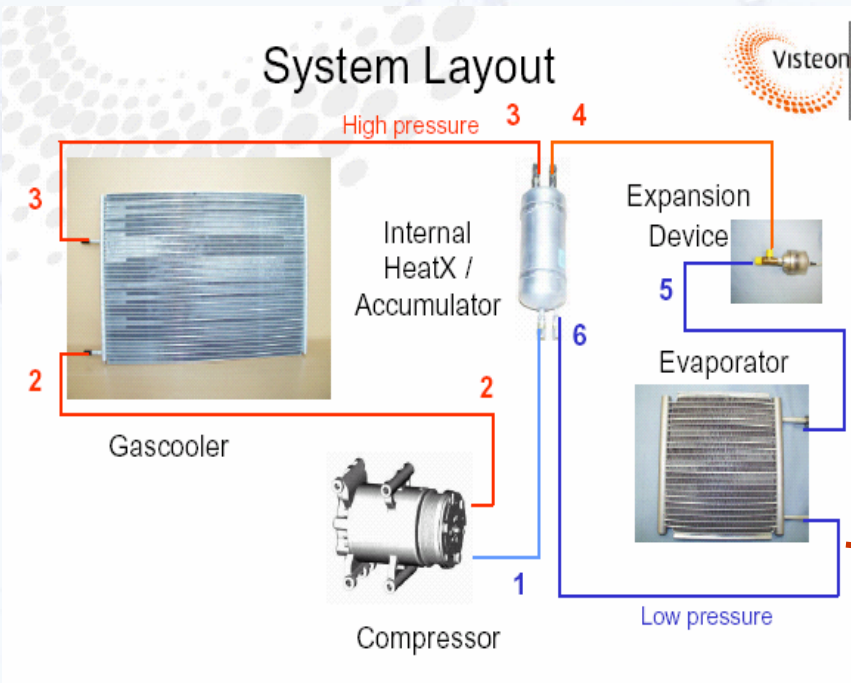 System Layout
Visteon
High pressure
3
4
3
Expansion
Device
Internal
HeatX /
Accumulator
5
6
Evaporator
2
2
Gascooler
1
Low pressure
Compressor